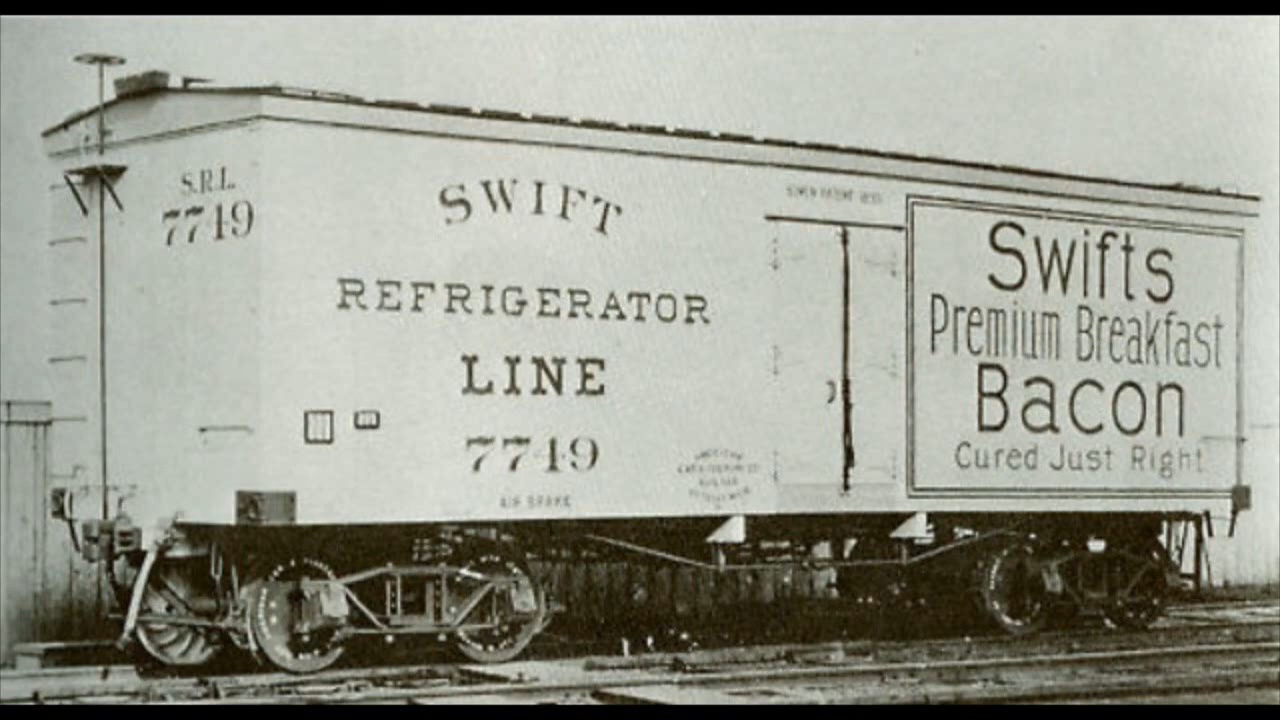 S.R.L.
7749
SWIFT
REFRIGERATOR
LINE
7749
AIR BRAKE
Swifts
Premium Breakfast
Bacon
Cured Just Right